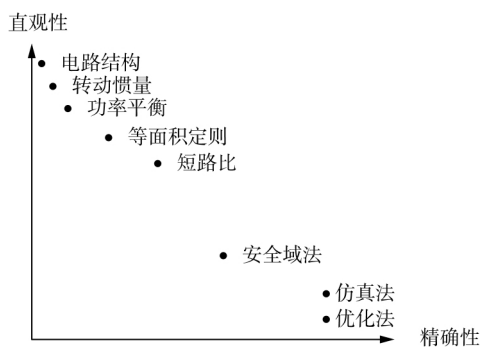 直观性
电路结构
转动惯量
功率平衡
等面积定则
短路比
安全域法
仿真法
优化法
精确性